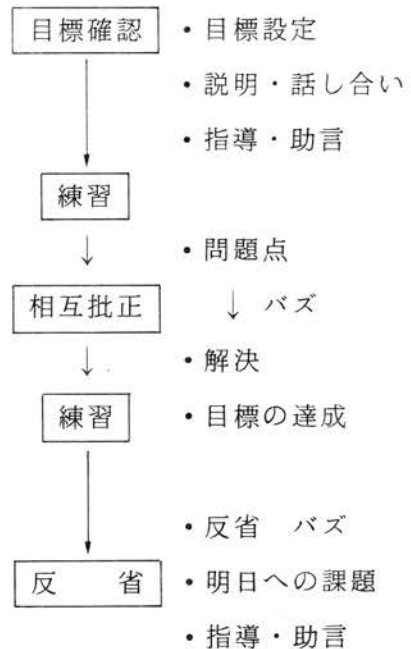 目標確認 ・目標設定
・説明・話し合い
・指導・助言
練習
↓ ・問題点
相互批正 ↓ バズ
↓ ・解決
練習 ・目標の達成
・反省 バズ
反 省 ・明日への課題
・指導・助言